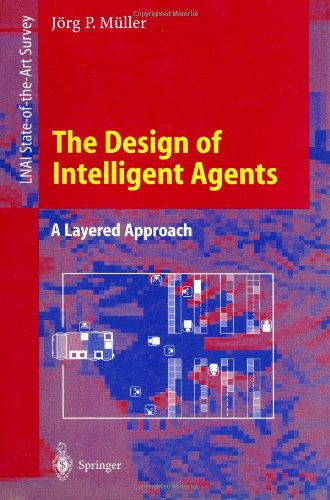 Jörg P. Müller
LNAI State-of-the-Art Survey
The Design of
Intelligent Agents
A Layered Approach
Springer